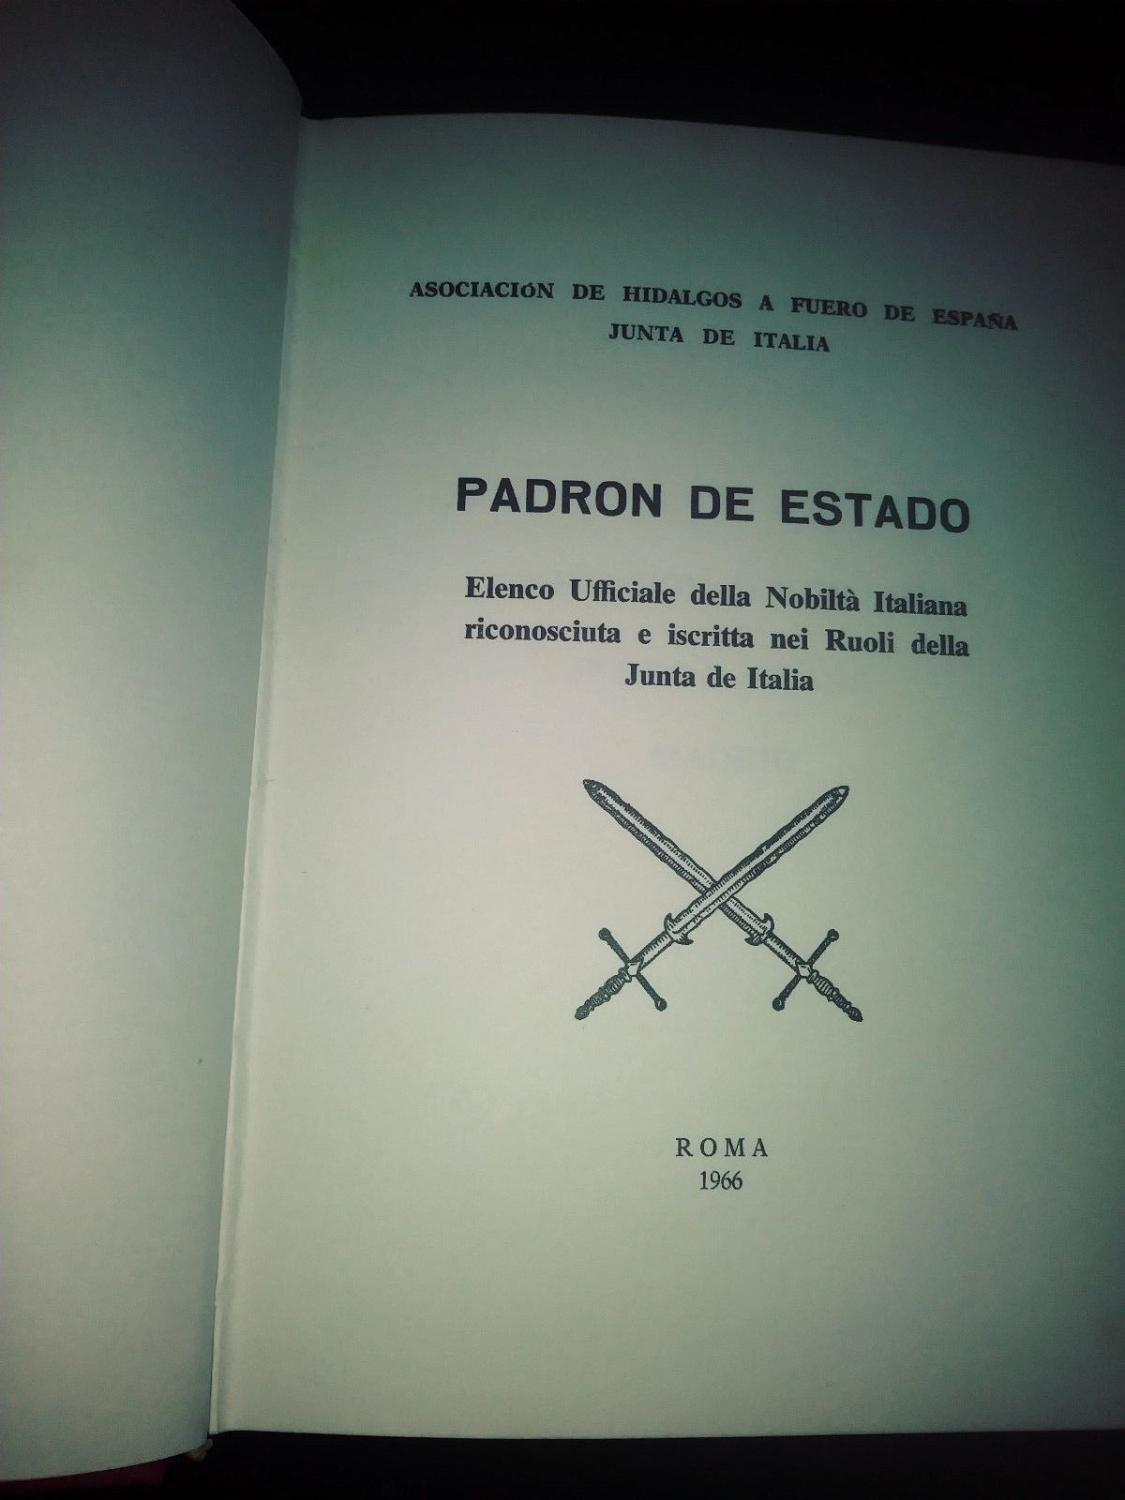 ASOCIACIÓN DE HIDALGOS A FUERO DE ESPAÑA
JUNTA DE ITALIA
PADRON DE ESTADO
Elenco Ufficiale della Nobiltà Italiana
riconosciuta e iscritta nei Ruoli della
Junta de Italia
ROMA
1966